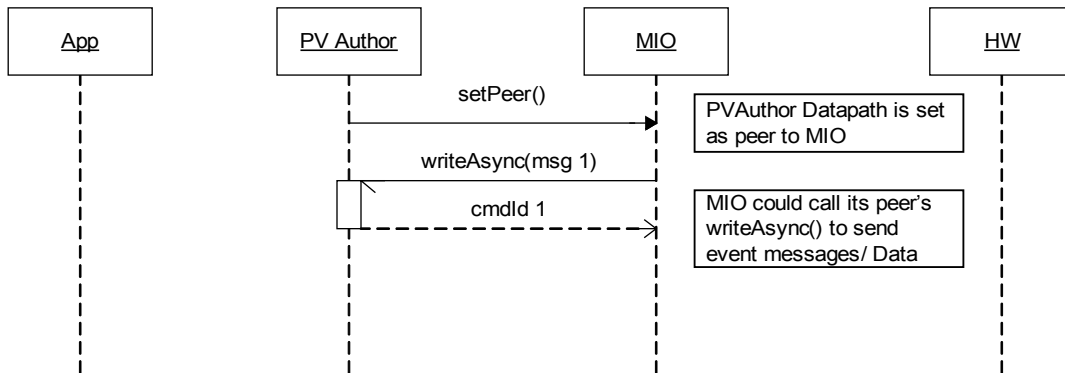 App
PV Author
MIO
HW
setPeer()
PVAuthor Datapath is set
as peer to MIO
writeAsync(msg 1)
cmdId 1
MIO could call its peer's
writeAsync() to send
event messages/ Data